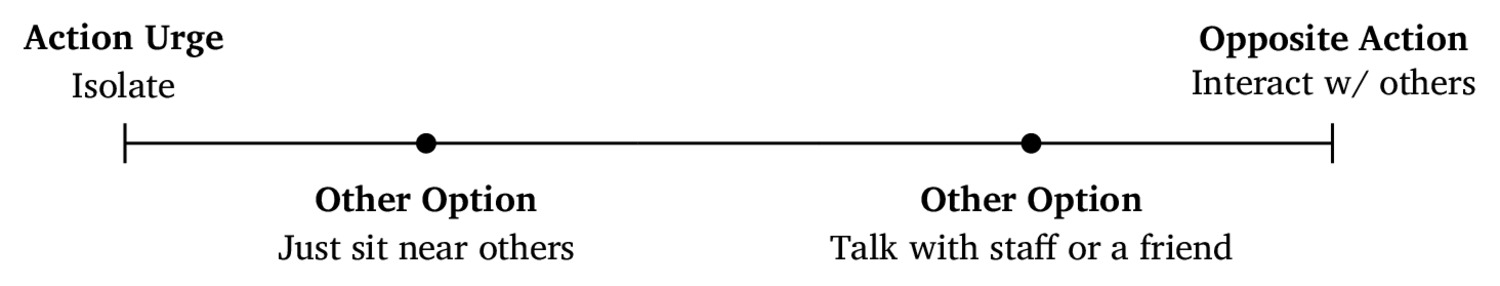 Action Urge
Isolate
Opposite Action
Interact w/ others
Other Option
Just sit near others
Other Option
Talk with staff or a friend